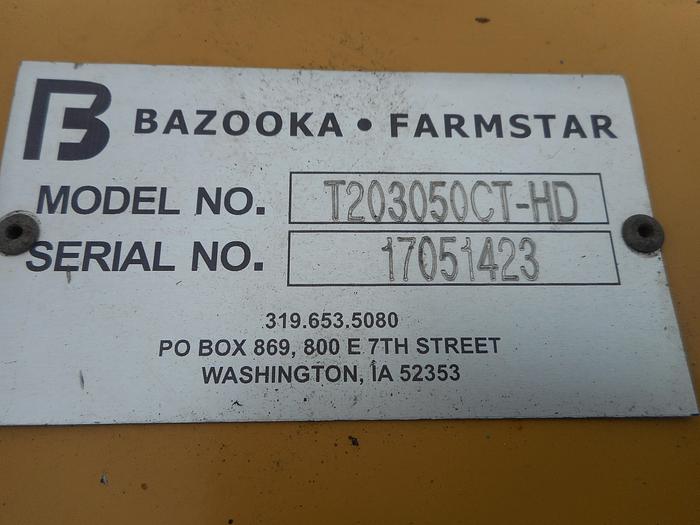 BAZOOKA • FARMSTAR
MODEL NO. T203050CT-HD
SERIAL NO. 17051423
319.653.5080
PO BOX 869, 800 E 7TH STREET
WASHINGTON, IA 52353